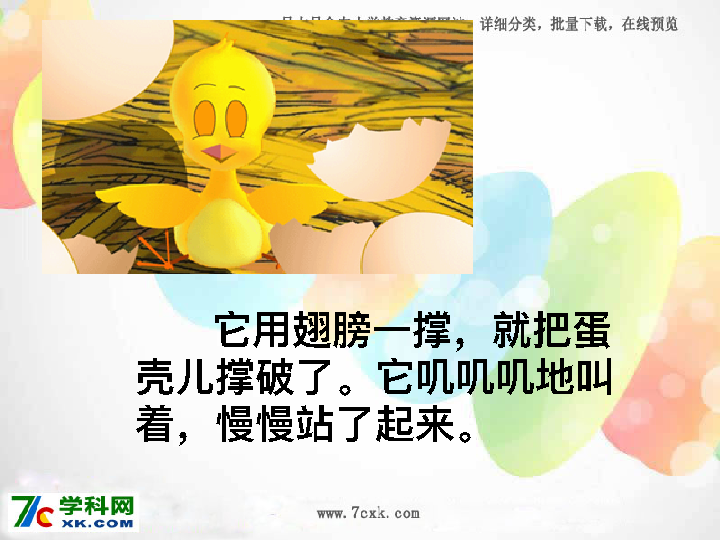 详细分类，批量下载，在线预览
它用翅膀一撑，就把蛋
壳儿撑破了。它叽叽叽地叫
着，慢慢站了起来。
学科网
XK.COM
www.7cxk.com